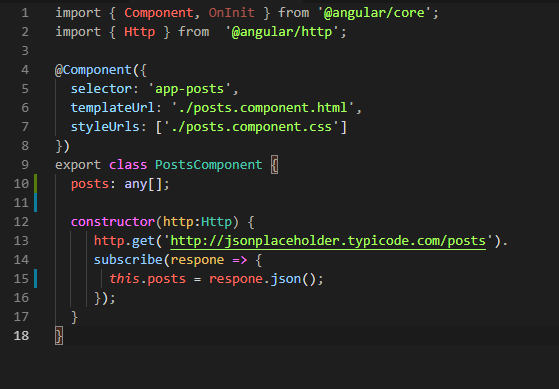 1 import { Component, OnInit } from '@angular/core';
2 import { Http } from  '@angular/http';
3
4 @Component({
5   selector: 'app-posts',
6   templateUrl: './posts.component.html',
7   styleUrls: ['./posts.component.css']
8 })
9 export class PostsComponent {
10   posts: any[];
11
12   constructor(http:Http) {
13      http.get('http://jsonplaceholder.typicode.com/posts').
14      subscribe(respone => {
15        this.posts = respone.json();
16      });
17   }
18 }